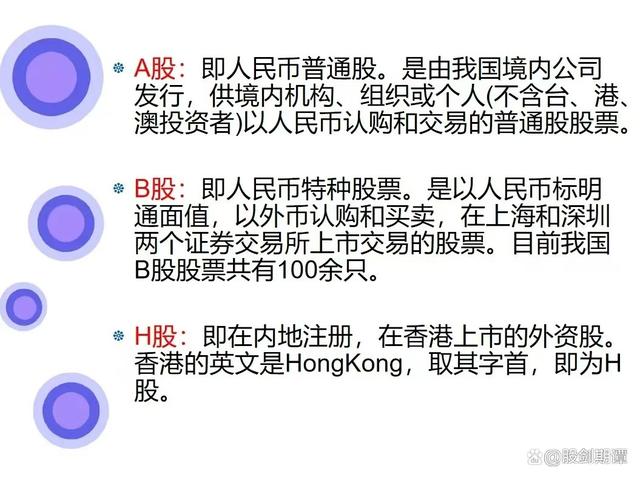 A股：即人民币普通股。是由我国境内公司
发行，供境内机构、组织或个人(不含台、港、
澳投资者)以人民币认购和交易的普通股股票。
B股：即人民币特种股票。是以人民币标明
通面值，以外币认购和买卖，在上海和深圳
两个证券交易所上市交易的股票。目前我国
B股股票共有100余只。
H股：即在内地注册，在香港上市的外资股。
香港的英文是HongKong，取其字首，即为H
股。
@股剑期谭